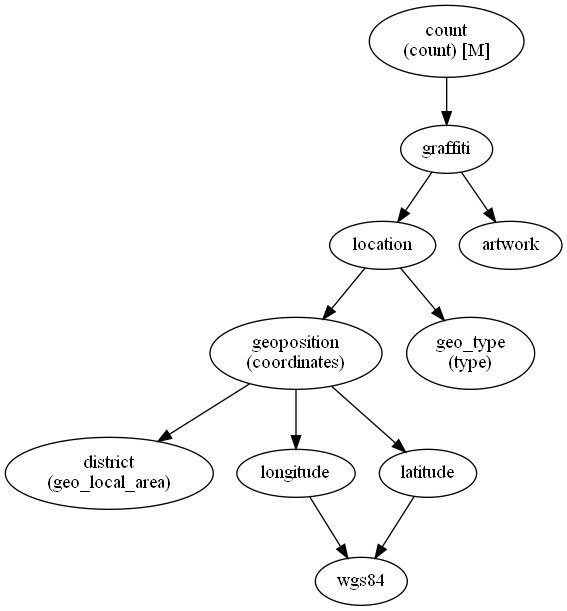 count
(count) [M]
graffiti
location
artwork
geoposition
(coordinates)
geo_type
(type)
district
(geo_local_area)
longitude
latitude
wgs84